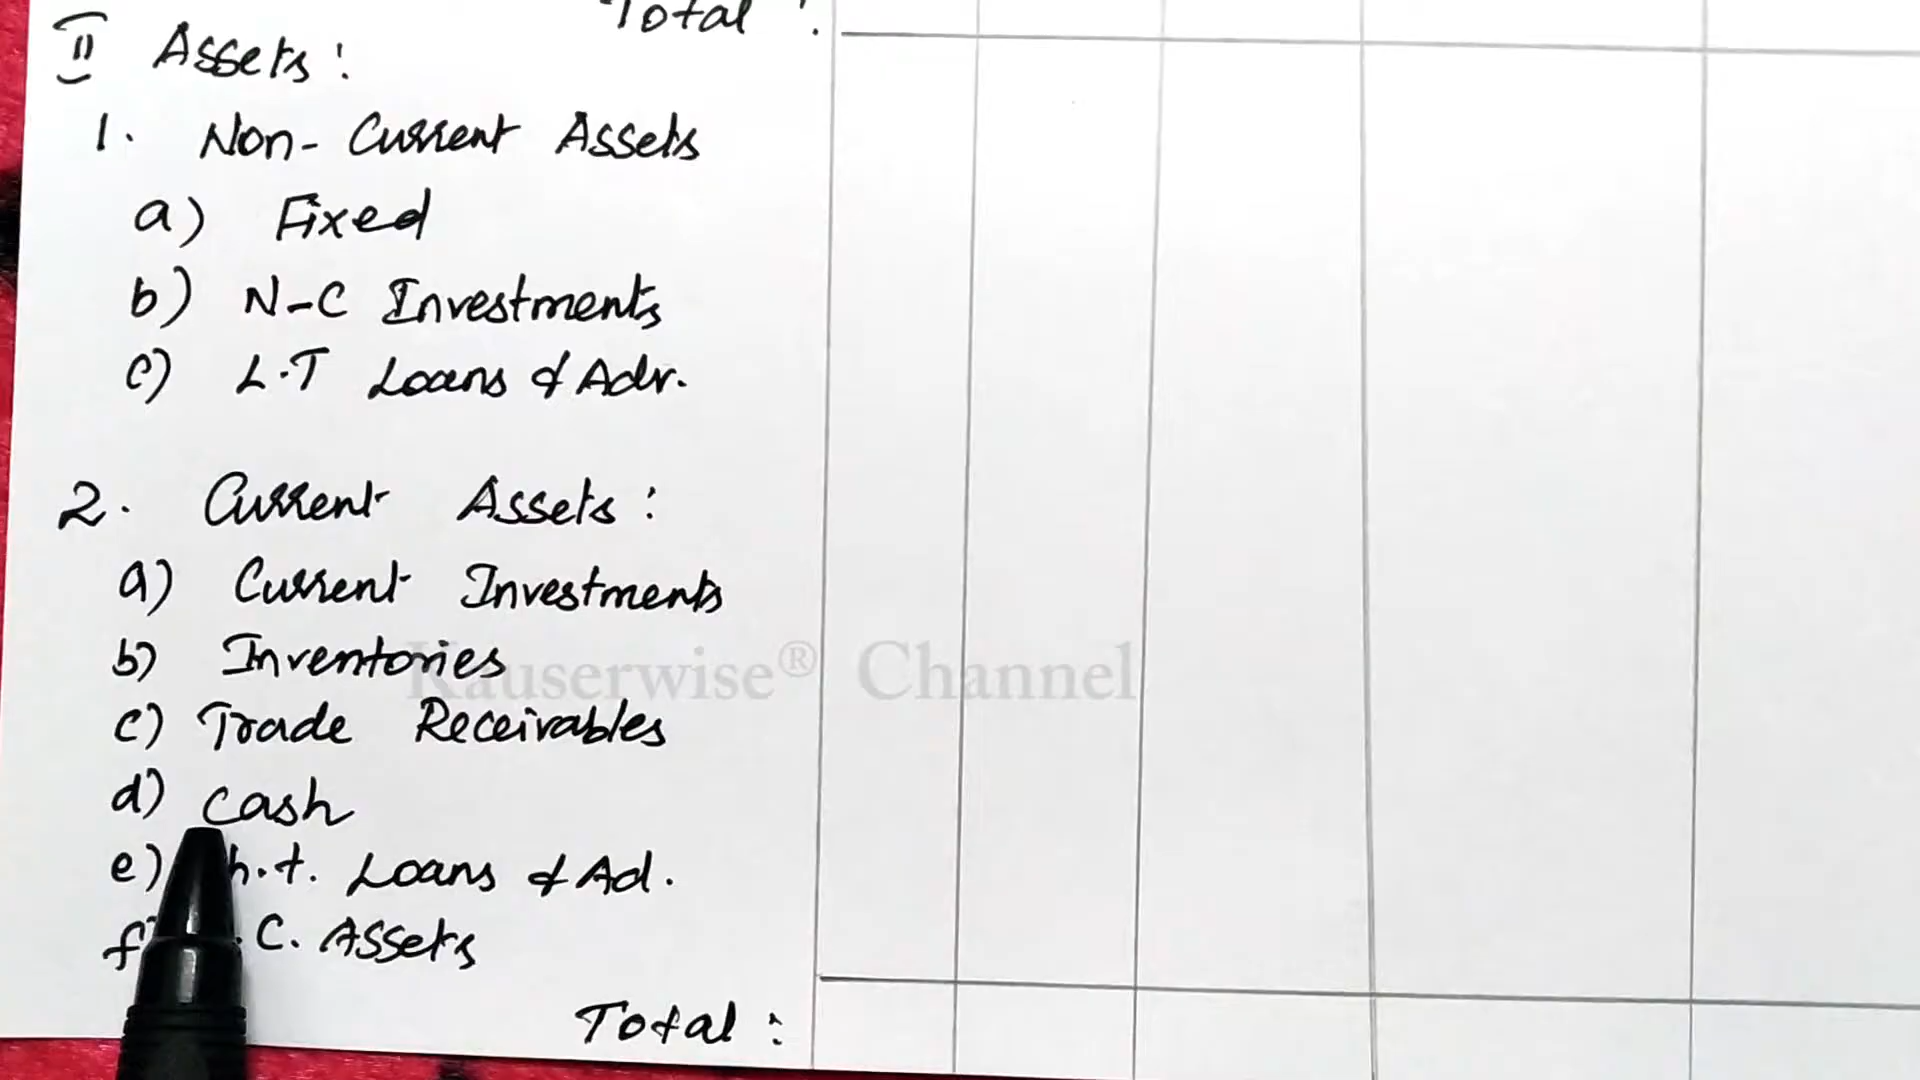 Total :
II Assets :
1. Non-Current Assets
a) Fixed
b) N-C Investments
c) L.T Loans & Adv.
2. Current Assets :
a) Current Investments
b) Inventories
Kauserwise® Channel
c) Trade Receivables
d) Cash
e) h.t. Loans & Ad.
f) C. Assets
Total :